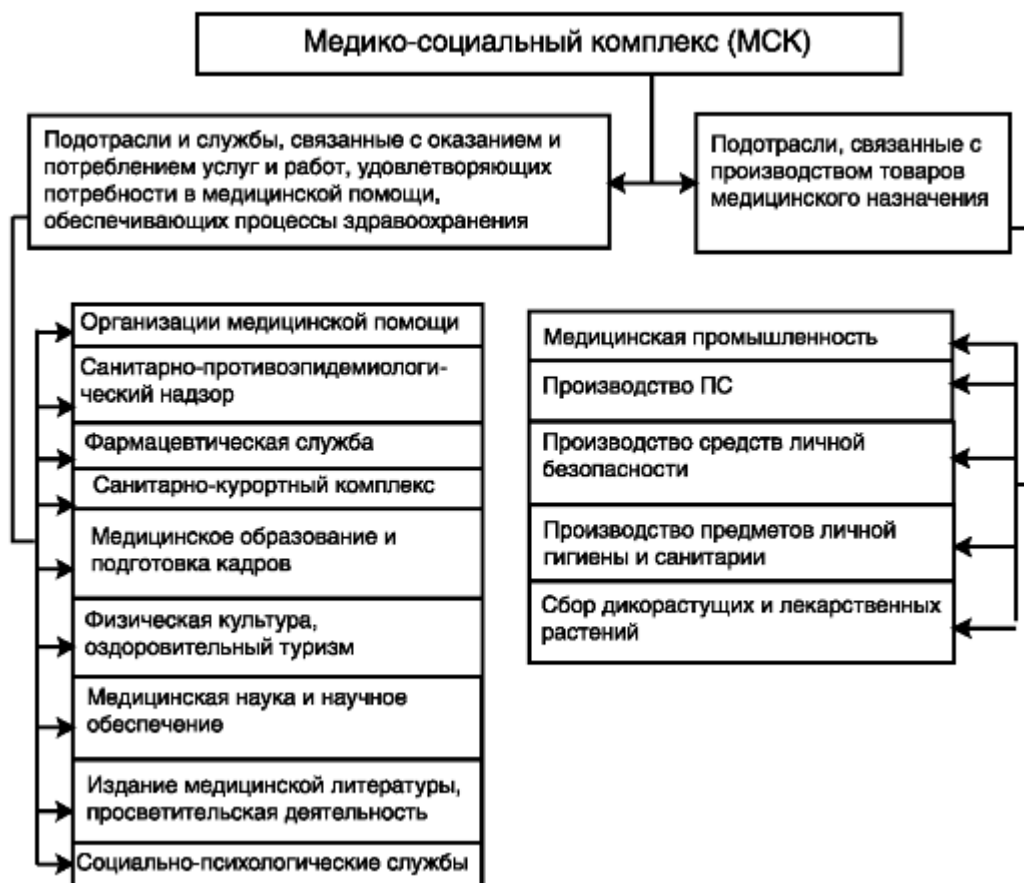 Медико-социальный комплекс (МСК)
Подотрасли и службы, связанные с оказанием и
потреблением услуг и работ, удовлетворяющих
потребности в медицинской помощи,
обеспечивающих процессы здравоохранения
Подотрасли, связанные с
производством товаров
медицинского назначения
Организации медицинской помощи
Санитарно-противоэпидемиологи-
ческий надзор
Фармацевтическая служба
Санитарно-курортный комплекс
Медицинское образование и
подготовка кадров
Физическая культура,
оздоровительный туризм
Медицинская наука и научное
обеспечение
Издание медицинской литературы,
просветительская деятельность
Социально-психологические службы
Медицинская промышленность
Производство ПС
Производство средств личной
безопасности
Производство предметов личной
гигиены и санитарии
Сбор дикорастущих и лекарственных
растений